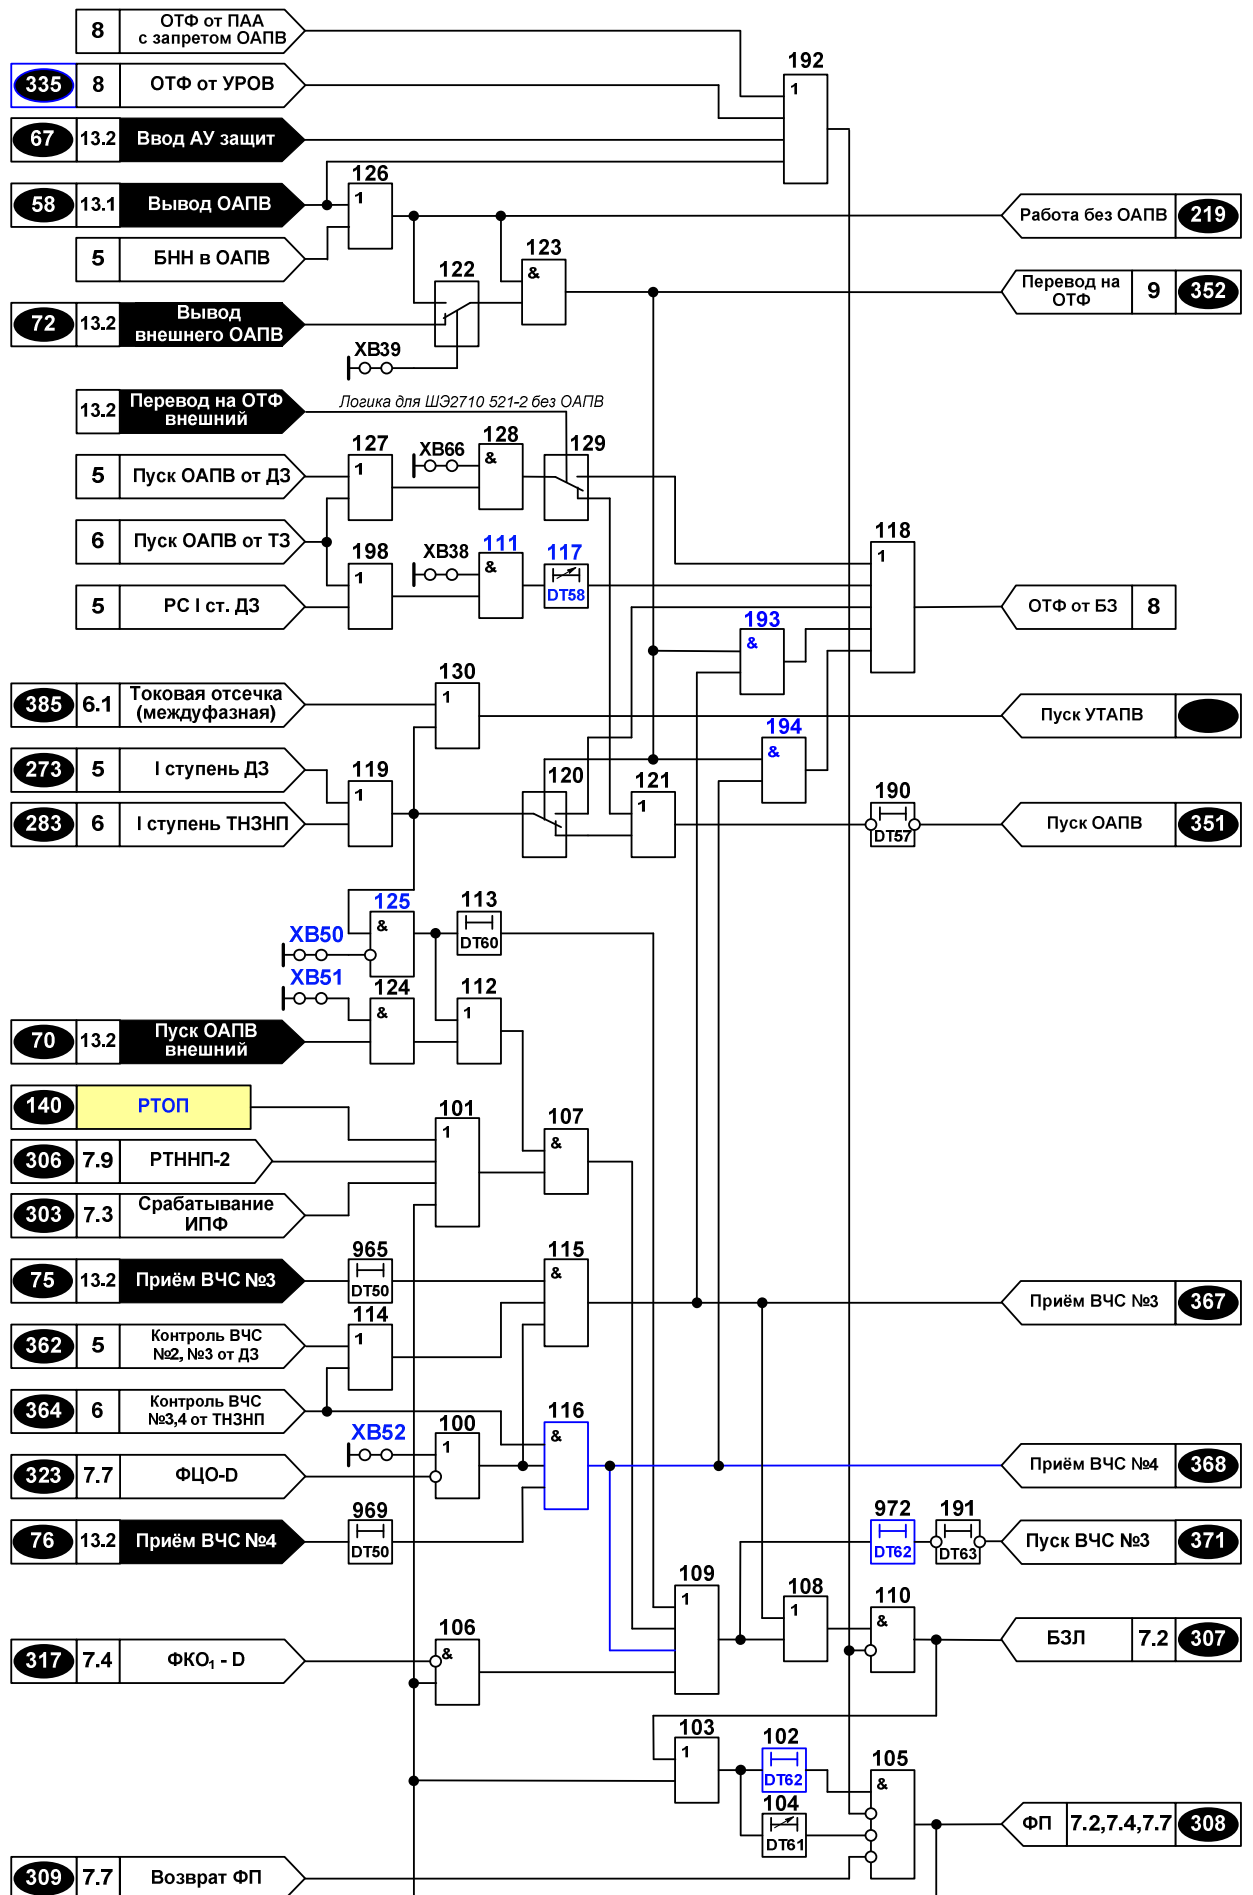 8 ОТФ от ПАА
с запретом ОАПВ
192
1
335 8 ОТФ от УРОВ
67 13.2 Ввод АУ защит
126
1
58 13.1 Вывод ОАПВ
Работа без ОАПВ 219
5 БНН в ОАПВ
123
&
122
Перевод на
ОТФ 9 352
72 13.2 Вывод
внешнего ОАПВ
XB39
13.2 Перевод на ОТФ
внешний
Логика для ШЭ2710 521-2 без ОАПВ
127
1
XB66
128
&
129
5 Пуск ОАПВ от ДЗ
6 Пуск ОАПВ от ТЗ
198
1
XB38
111
&
117
DT58
118
1
5 РС I ст. ДЗ
ОТФ от БЗ 8
193
&
130
1
385 6.1 Токовая отсечка
(междуфазная)
Пуск УТАПВ
194
&
273 5 I ступень ДЗ
119
1
120
121
1
190
DT57
283 6 I ступень ТНЗНП
Пуск ОАПВ 351
125
&
113
DT60
XB50
XB51
124
&
112
1
70 13.2 Пуск ОАПВ
внешний
140 РТОП
101
1
107
&
306 7.9 РТННП-2
303 7.3 Срабатывание
ИПФ
965
DT50
115
&
75 13.2 Приём ВЧС №3
Приём ВЧС №3 367
114
1
362 5 Контроль ВЧС
№2, №3 от ДЗ
364 6 Контроль ВЧС
№3,4 от ТНЗНП
XB52
100
1
116
&
323 7.7 ФЦО-D
Приём ВЧС №4 368
969
DT50
972
DT62
191
DT63
76 13.2 Приём ВЧС №4
Пуск ВЧС №3 371
109
1
108
1
110
&
106
&
317 7.4 ФКО₁ - D
БЗЛ 7.2 307
103
1
102
DT62
105
&
104
DT61
ФП 7.2,7.4,7.7 308
309 7.7 Возврат ФП